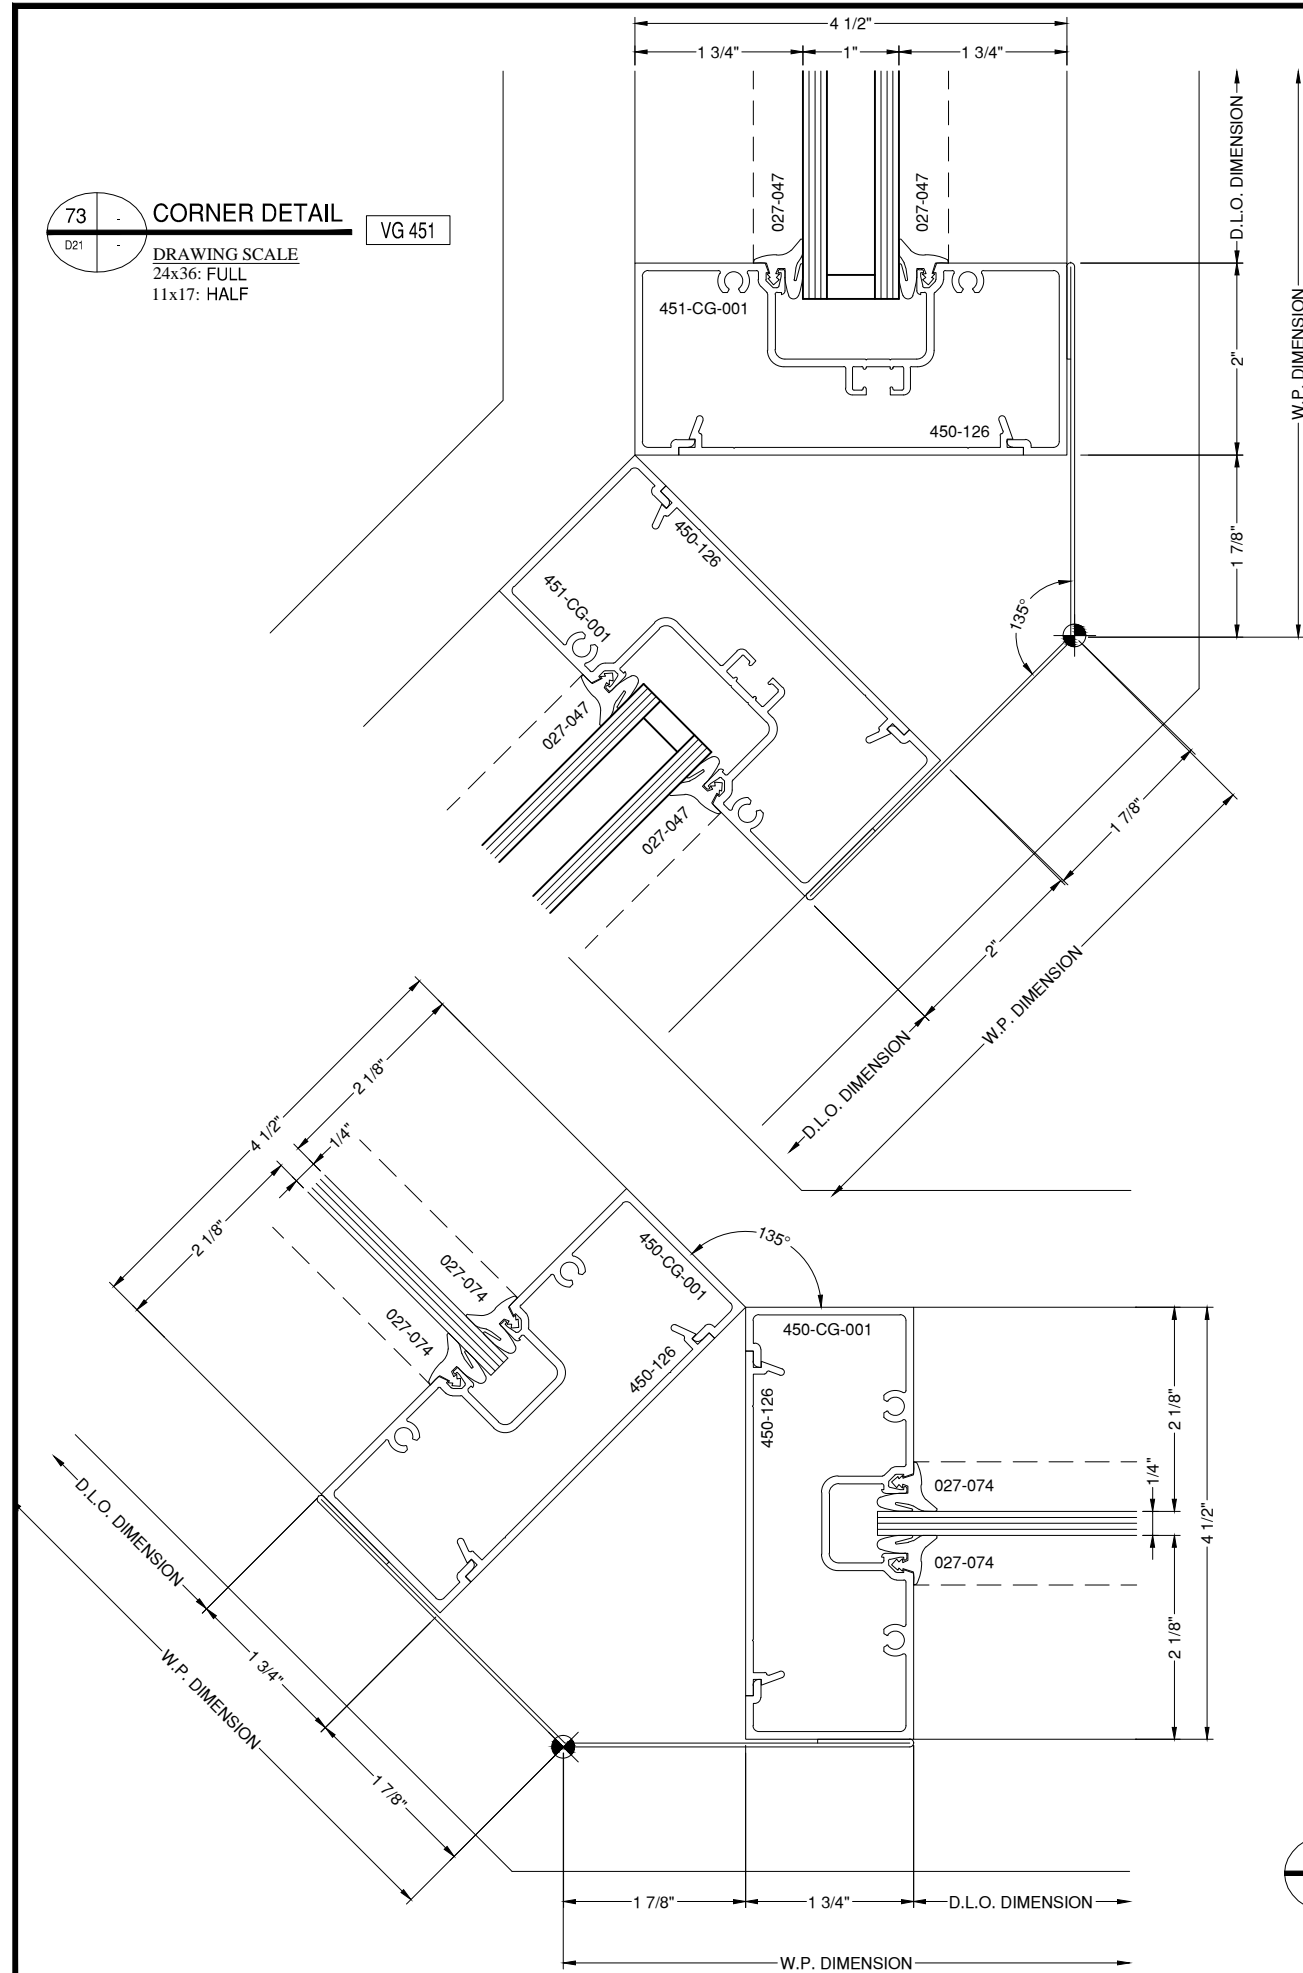 4 1/2"
1 3/4"
1"
1 3/4"
D.L.O. DIMENSION
W.P. DIMENSION
73
-
D21
-
CORNER DETAIL
VG 451
DRAWING SCALE
24x36: FULL
11x17: HALF
027-047
027-047
451-CG-001
2"
450-126
450-126
1 7/8"
451-CG-001
135°
027-047
027-047
1 7/8"
2"
W.P. DIMENSION
D.L.O. DIMENSION
2 1/8"
4 1/2"
1/4"
2 1/8"
135°
450-CG-001
027-074
027-074
450-126
450-CG-001
450-126
2 1/8"
1/4"
027-074
4 1/2"
027-074
2 1/8"
D.L.O. DIMENSION
W.P. DIMENSION
1 3/4"
1 7/8"
1 7/8"
1 3/4"
D.L.O. DIMENSION
W.P. DIMENSION